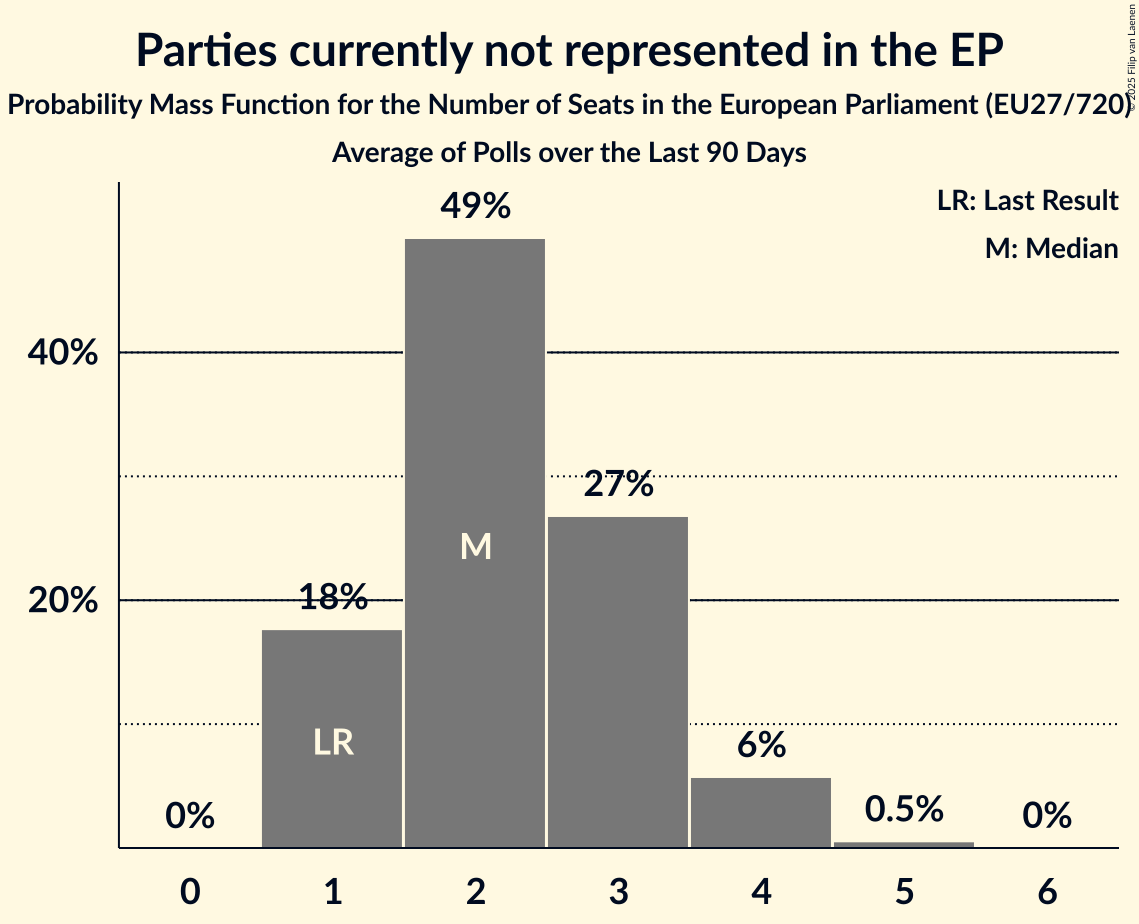 Parties currently not represented in the EP
Probability Mass Function for the Number of Seats in the European Parliament (EU27/720)
Average of Polls over the Last 90 Days
© 2025 Filip van Laenen
LR: Last Result
M: Median
49%
40%
27%
M
20%
18%
LR
6%
0%
0.5%
0%
0 1 2 3 4 5 6